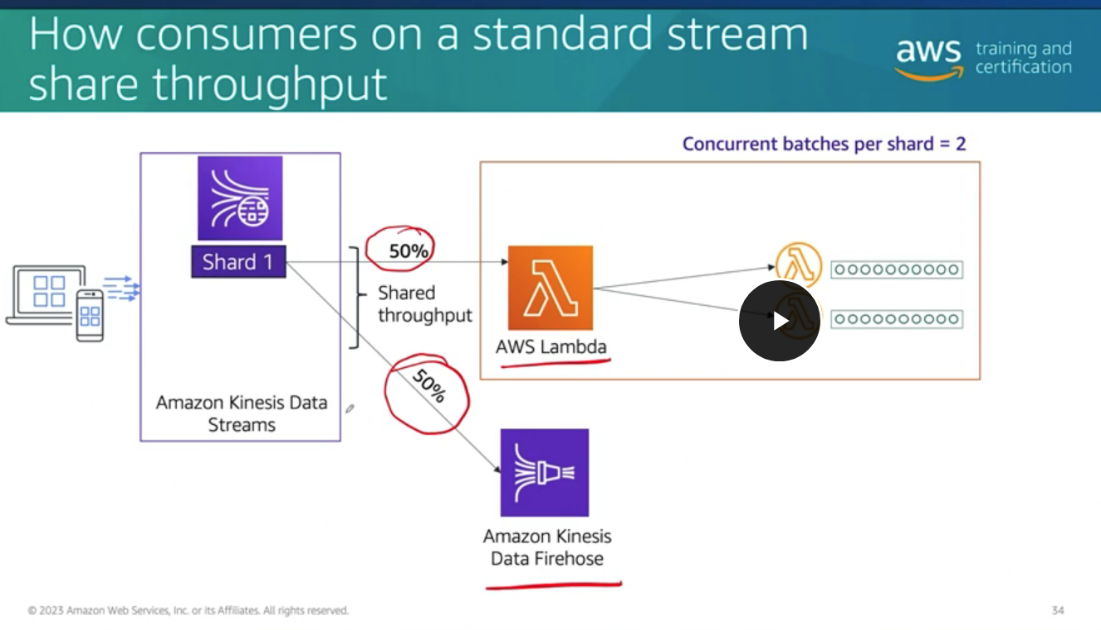 How consumers on a standard stream
share throughput
aws
training and
certification
Concurrent batches per shard = 2
Shard 1
50%
Shared
throughput
AWS Lambda
50%
Amazon Kinesis Data
Streams
Amazon Kinesis
Data Firehose
© 2023 Amazon Web Services, Inc. or its Affiliates. All rights reserved.
34